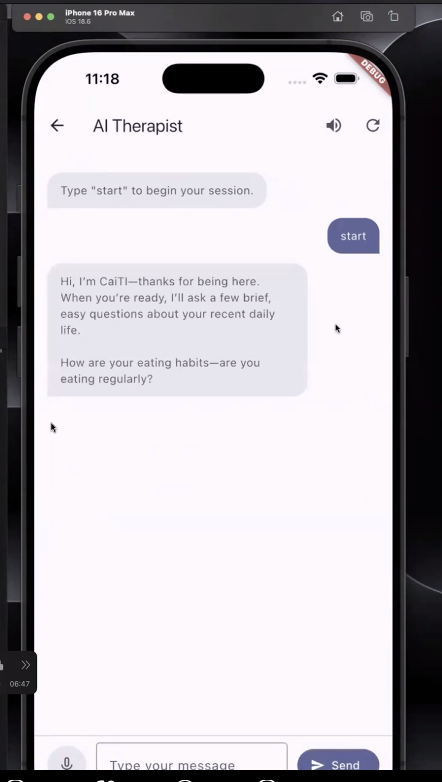 iPhone 16 Pro Max
iOS 18.6
11:18
DEBUG
AI Therapist
Type "start" to begin your session.
start
Hi, I'm CaiTI—thanks for being here.
When you're ready, I'll ask a few brief,
easy questions about your recent daily
life.
How are your eating habits—are you
eating regularly?
06:47
Type your message
Send